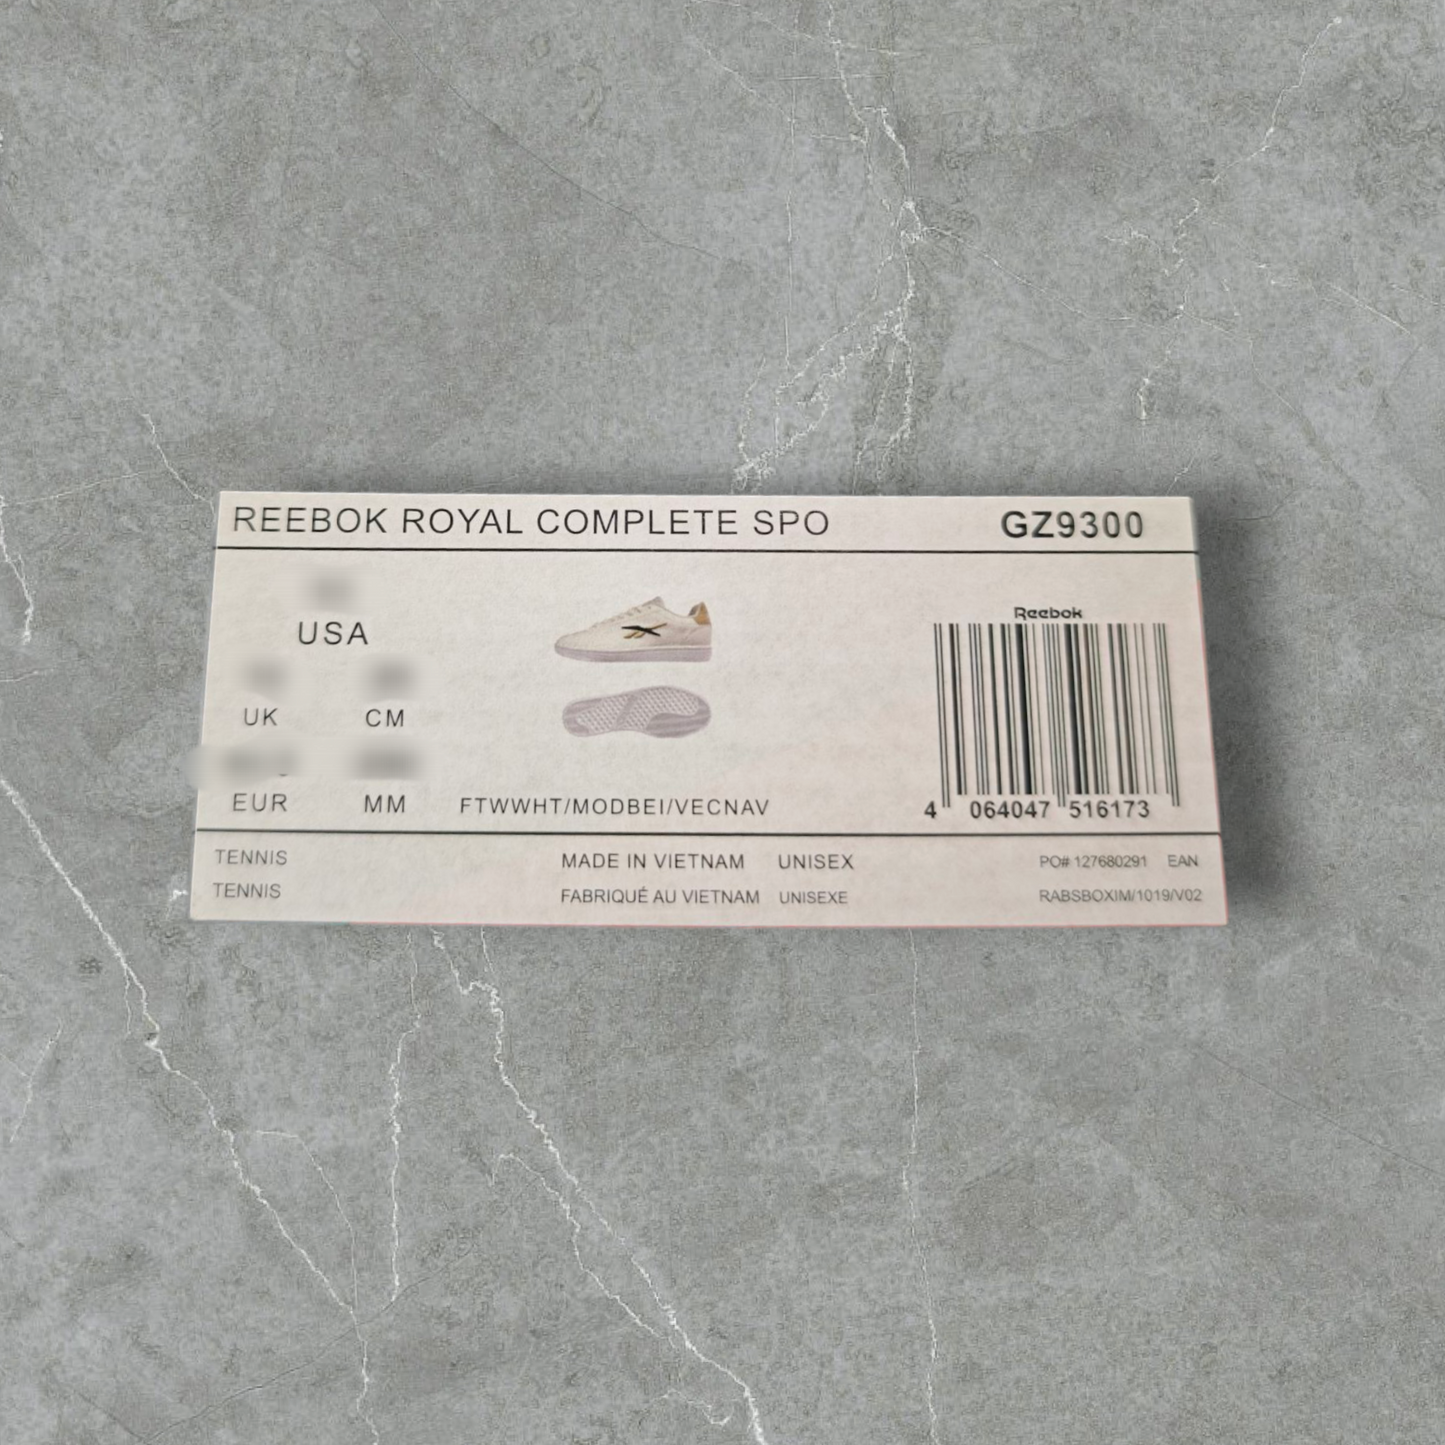 REEBOK ROYAL COMPLETE SPO GZ9300
USA
UK CM
EUR MM
FTWWHT/MODBEI/VECNAV
Reebok
4 064047 516173
TENNIS MADE IN VIETNAM UNISEX PO# 127680291 EAN
TENNIS FABRIQUÉ AU VIETNAM UNISEXE RABSBOXIM/1019/V02